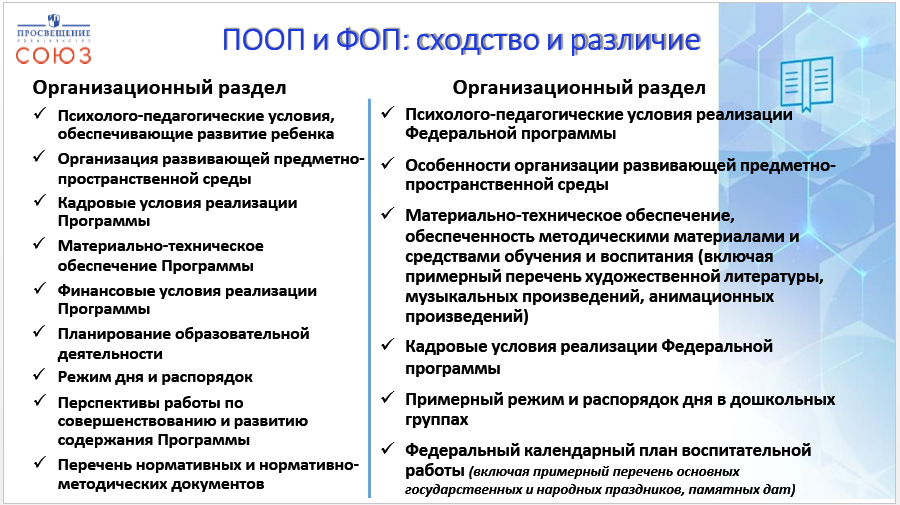 ПРОСВЕЩЕНИЕ
ИЗДАТЕЛЬСТВО
СОЮЗ
ПООП и ФОП: сходство и различие
Организационный раздел
Психолого-педагогические условия,
обеспечивающие развитие ребенка
Организация развивающей предметно-
пространственной среды
Кадровые условия реализации
Программы
Материально-техническое
обеспечение Программы
Финансовые условия реализации
Программы
Планирование образовательной
деятельности
Режим дня и распорядок
Перспективы работы по
совершенствованию и развитию
содержания Программы
Перечень нормативных и нормативно-
методических документов
Организационный раздел
Психолого-педагогические условия реализации
Федеральной программы
Особенности организации развивающей предметно-
пространственной среды
Материально-техническое обеспечение,
обеспеченность методическими материалами и
средствами обучения и воспитания (включая
примерный перечень художественной литературы,
музыкальных произведений, анимационных
произведений)
Кадровые условия реализации Федеральной
программы
Примерный режим и распорядок дня в дошкольных
группах
Федеральный календарный план воспитательной
работы (включая примерный перечень основных
государственных и народных праздников, памятных дат)